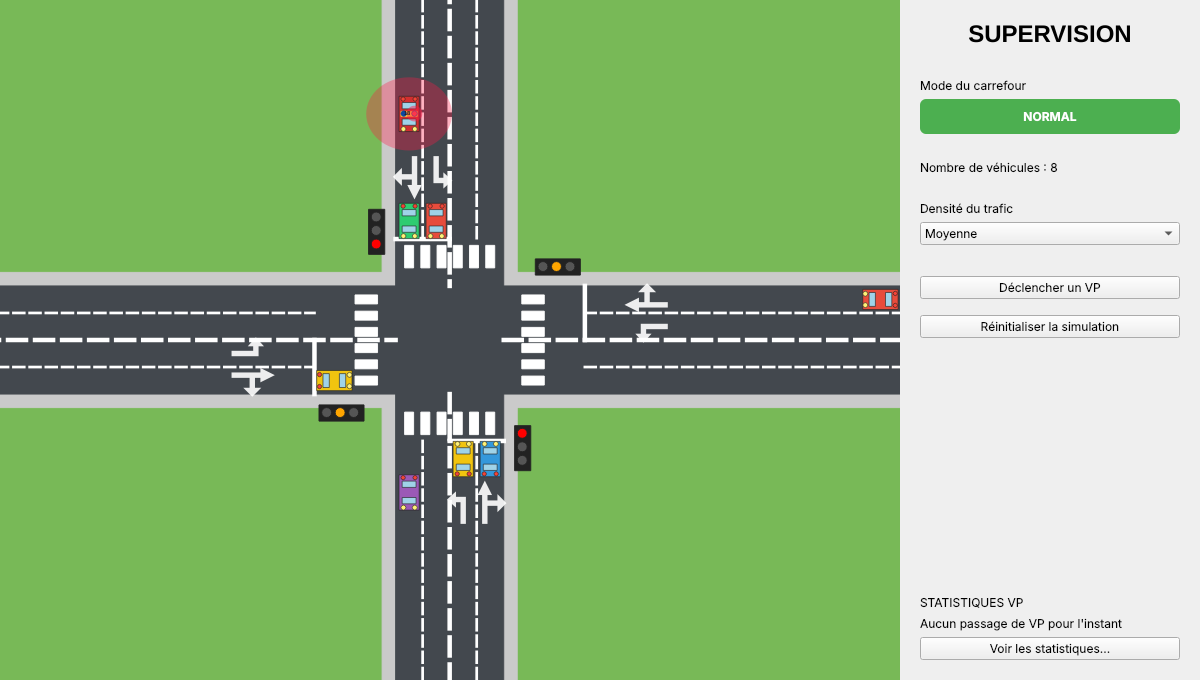 SUPERVISION
Mode du carrefour
NORMAL
Nombre de véhicules : 8
Densité du trafic
Moyenne
Déclencher un VP
Réinitialiser la simulation
STATISTIQUES VP
Aucun passage de VP pour l'instant
Voir les statistiques...